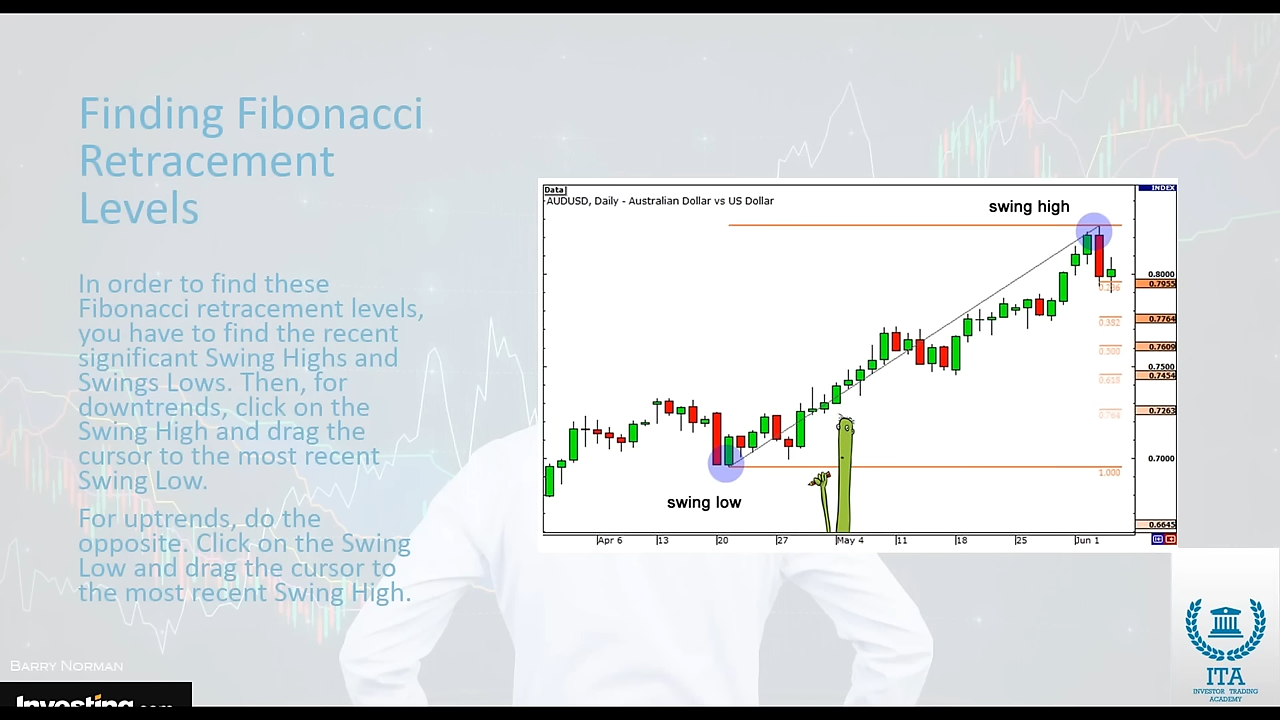 Finding Fibonacci
Retracement
Levels
In order to find these
Fibonacci retracement levels,
you have to find the recent
significant Swing Highs and
Swings Lows. Then, for
downtrends, click on the
Swing High and drag the
cursor to the most recent
Swing Low.
For uptrends, do the
opposite. Click on the Swing
Low and drag the cursor to
the most recent Swing High.
Data
INDEX
AUDUSD, Daily - Australian Dollar vs US Dollar
swing high
0.8000
0.7955
0.236
0.7764
0.382
0.7609
0.500
0.7500
0.7454
0.618
0.7263
0.764
0.7000
1.000
swing low
0.6645
Apr 6
13
20
27
May 4
11
18
25
Jun 1
BARRY NORMAN
Investing.com
ITA
INVESTOR TRADING
ACADEMY